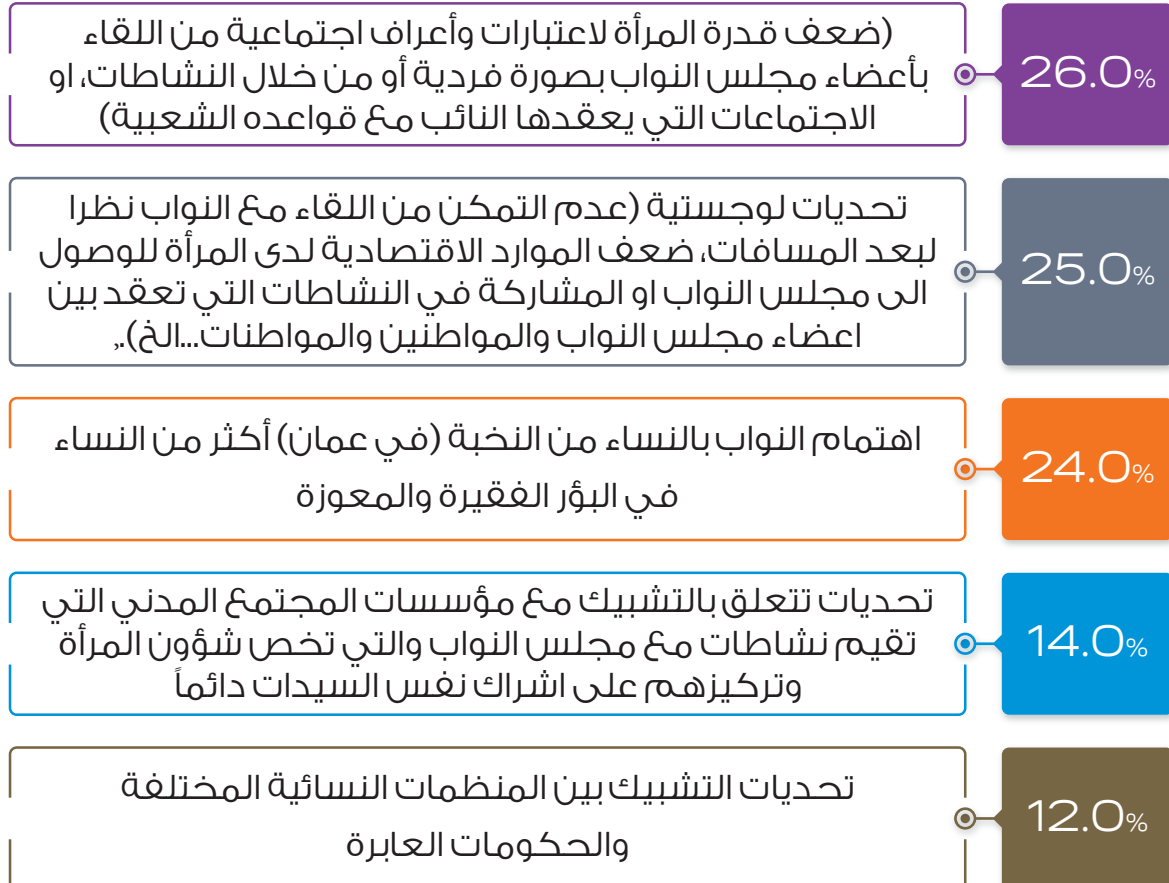 26.0%
(ضعف قدرة المرأة لاعتبارات وأعراف اجتماعية من اللقاء
بأعضاء مجلس النواب بصورة فردية أو من خلال النشاطات، او
الاجتماعات التي يعقدها النائب مع قواعده الشعبية)
25.0%
تحديات لوجستية (عدم التمكن من اللقاء مع النواب نظرا
لبعد المسافات، ضعف الموارد الاقتصادية لدى المرأة للوصول
الى مجلس النواب او المشاركة في النشاطات التي تعقد بين
اعضاء مجلس النواب والمواطنين والمواطنات...الخ).,
24.0%
اهتمام النواب بالنساء من النخبة (في عمان) أكثر من النساء
في البؤر الفقيرة والمعوزة
14.0%
تحديات تتعلق بالتشبيك مع مؤسسات المجتمع المدني التي
تقيم نشاطات مع مجلس النواب والتي تخص شؤون المرأة
وتركيزهم على اشراك نفس السيدات دائماً
12.0%
تحديات التشبيك بين المنظمات النسائية المختلفة
والحكومات العابرة